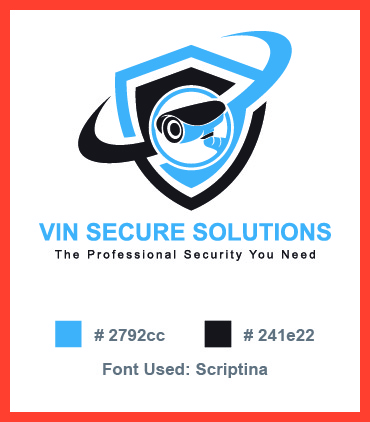 VIN SECURE SOLUTIONS
The Professional Security You Need
# 2792cc # 241e22
Font Used: Scriptina